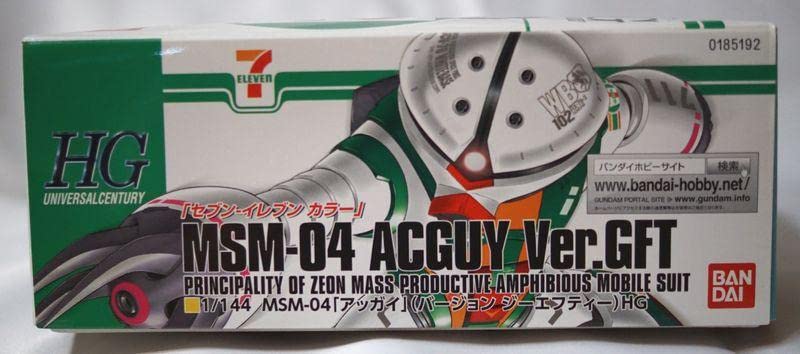 0185192
7
ELEVEN
WB
102
HG
UNIVERSALCENTURY
バンダイホビーサイト 検索
www.bandai-hobby.net/
GUNDAM PORTAL SITE www.gundam.info
「セブン-イレブン カラー」
MSM-04 ACGUY Ver.GFT
PRINCIPALITY OF ZEON MASS PRODUCTIVE AMPHIBIOUS MOBILE SUIT
1/144 MSM-04「アッガイ」(バージョン ジーエフティー) HG
BAN
DAI